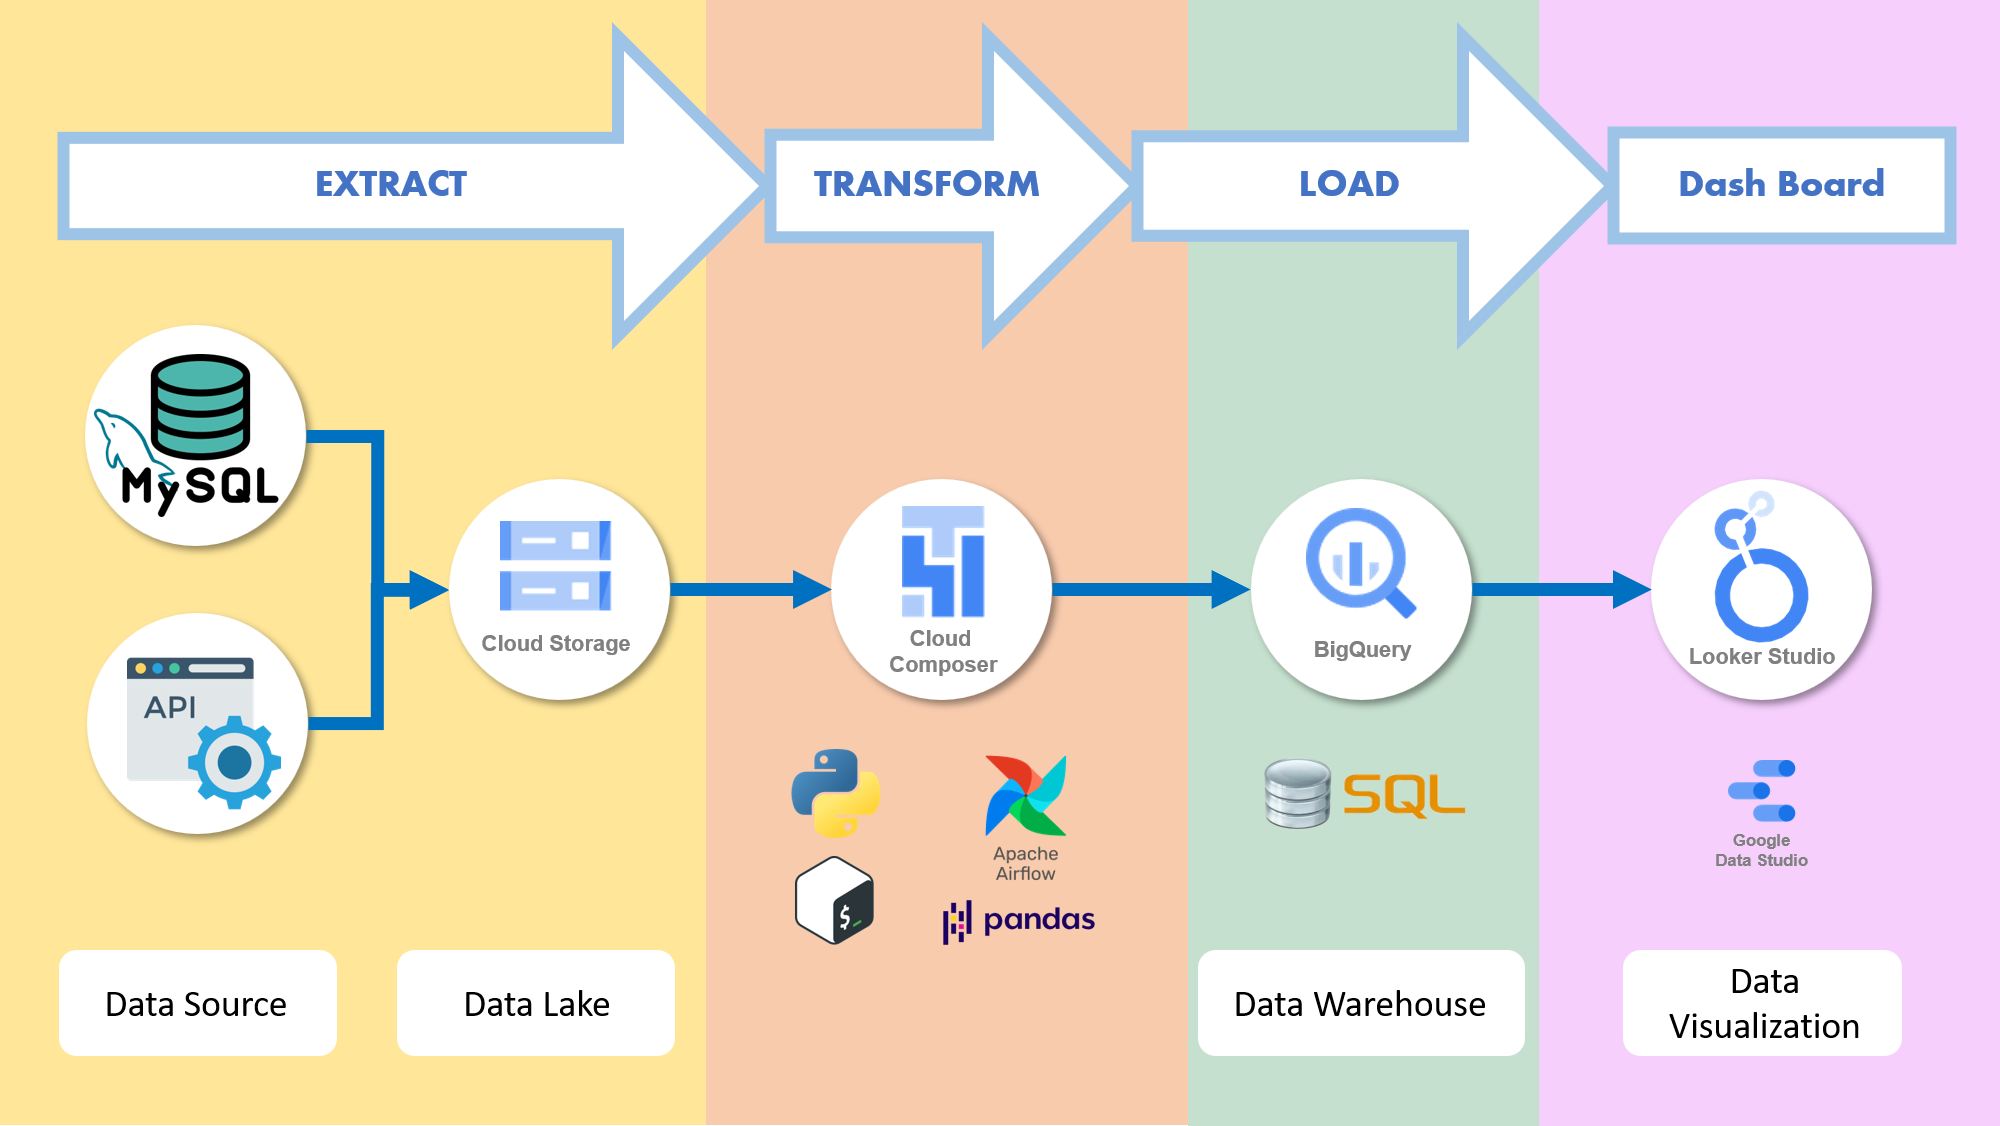 EXTRACT
TRANSFORM
LOAD
Dash Board
MySQL
API
Cloud Storage
Cloud
Composer
BigQuery
Looker Studio
Apache
Airflow
$_
pandas
SQL
Google
Data Studio
Data Source
Data Lake
Data Warehouse
Data
Visualization